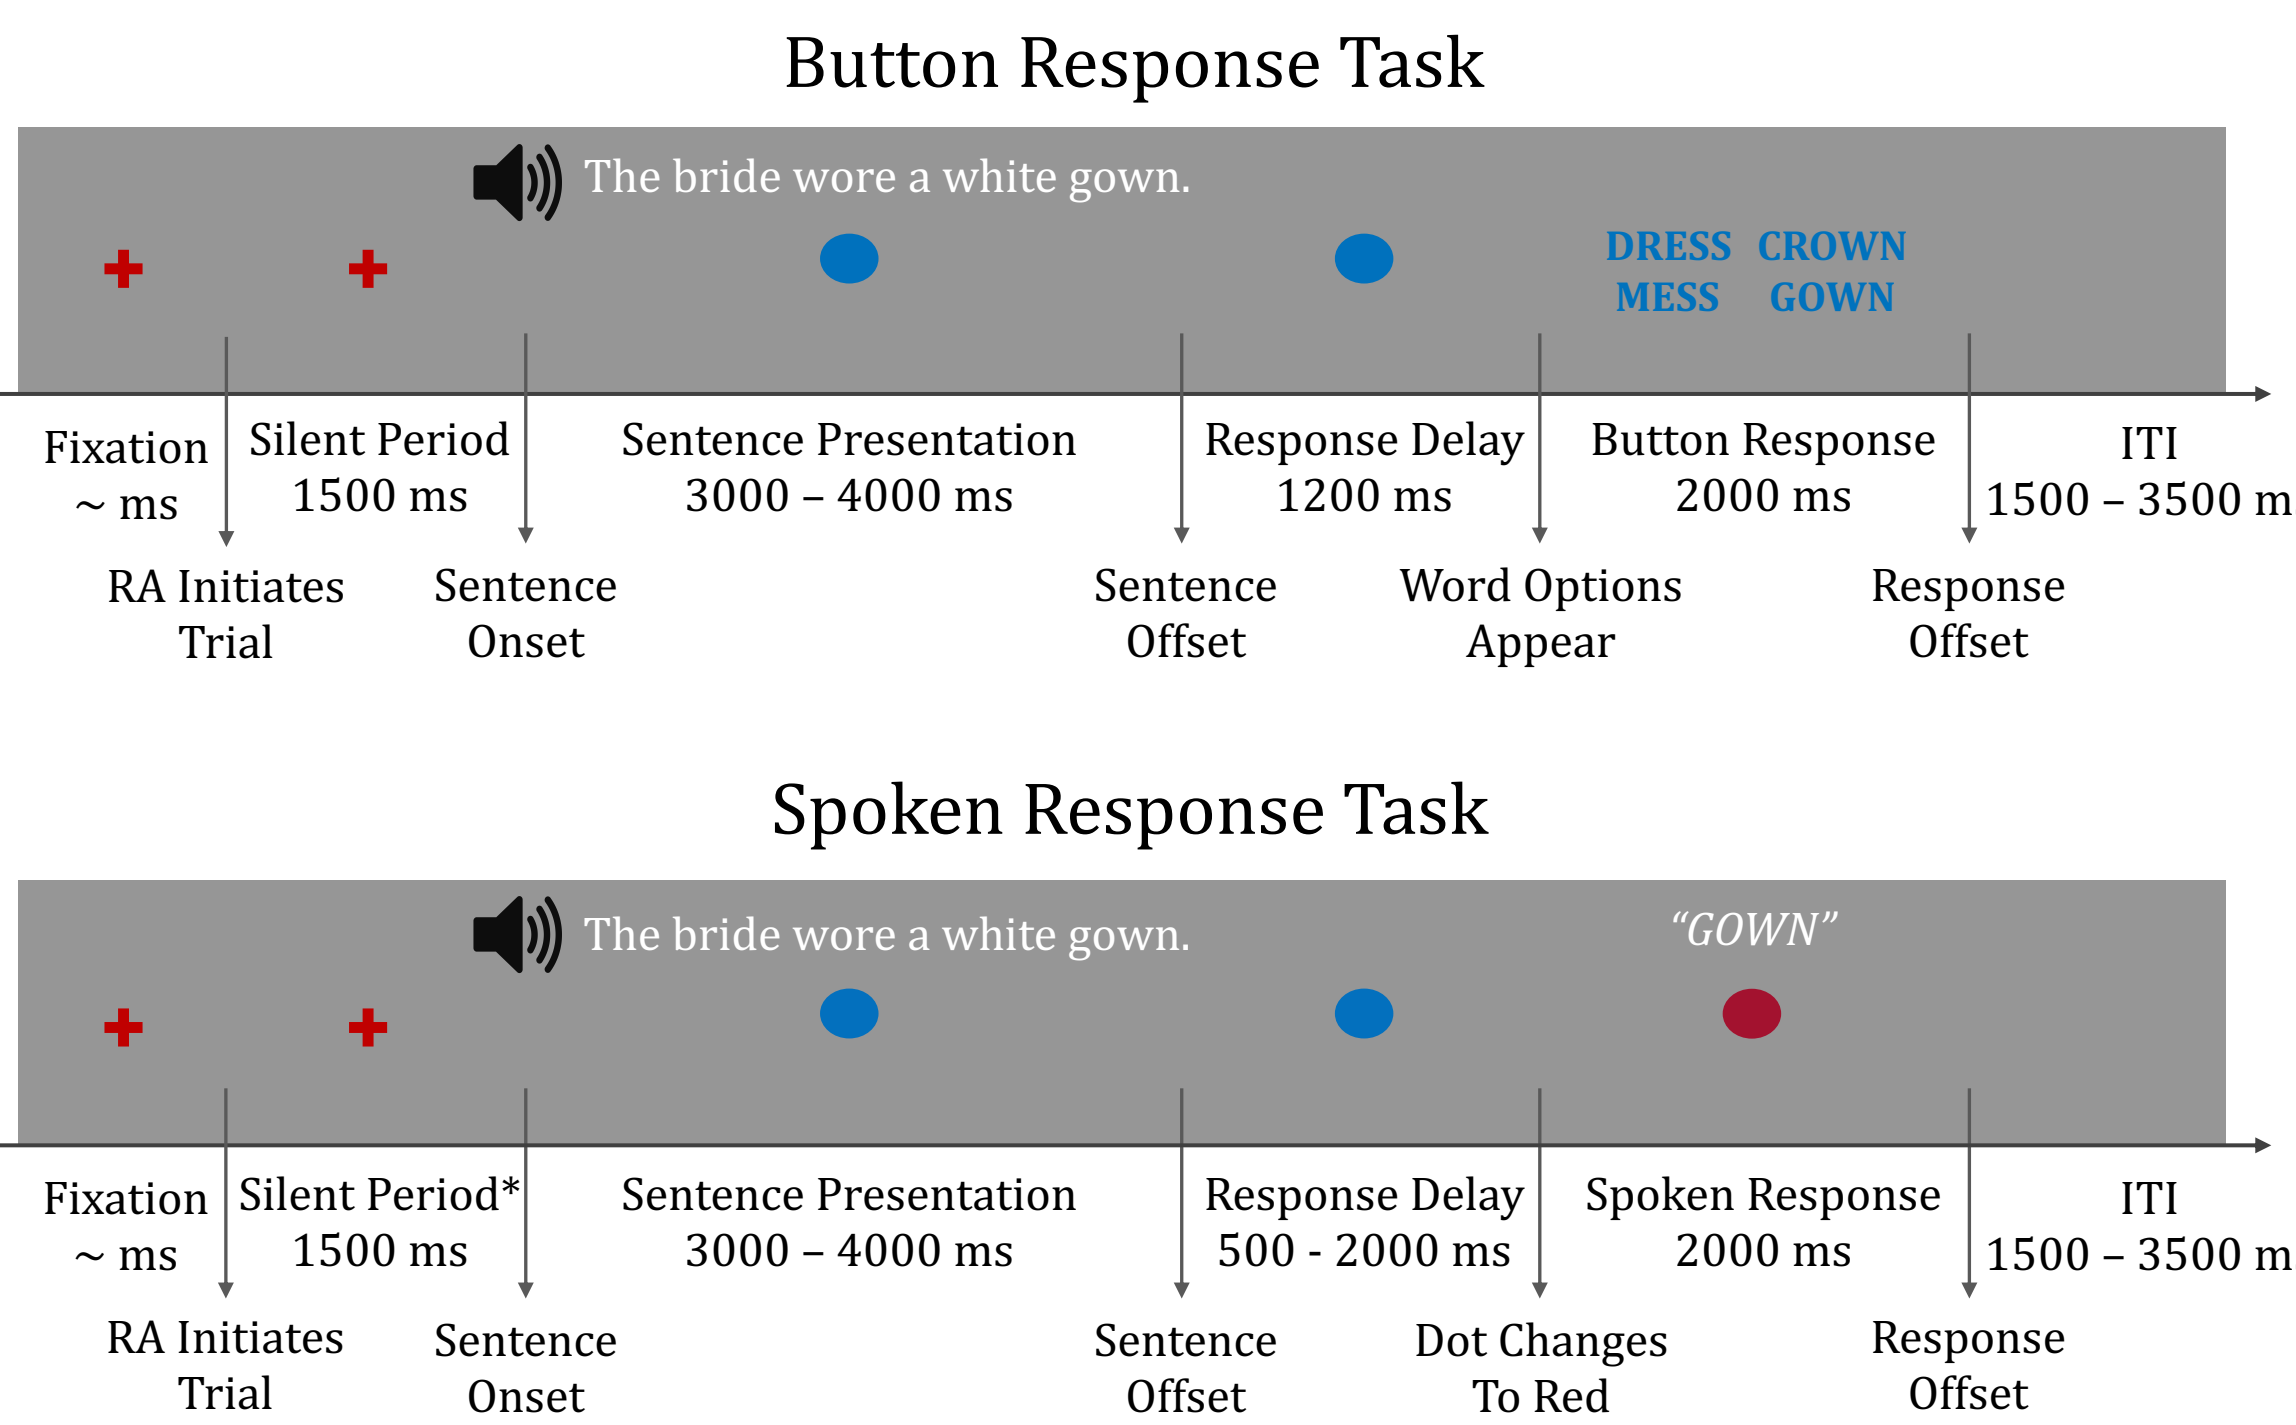 Button Response Task
The bride wore a white gown.
DRESS CROWN
MESS GOWN
Fixation
~ ms
Silent Period
1500 ms
Sentence Presentation
3000 – 4000 ms
Response Delay
1200 ms
Button Response
2000 ms
ITI
1500 – 3500 m
RA Initiates
Trial
Sentence
Onset
Sentence
Offset
Word Options
Appear
Response
Offset
Spoken Response Task
The bride wore a white gown.
“GOWN”
Fixation
~ ms
Silent Period*
1500 ms
Sentence Presentation
3000 – 4000 ms
Response Delay
500 - 2000 ms
Spoken Response
2000 ms
ITI
1500 – 3500 m
RA Initiates
Trial
Sentence
Onset
Sentence
Offset
Dot Changes
To Red
Response
Offset